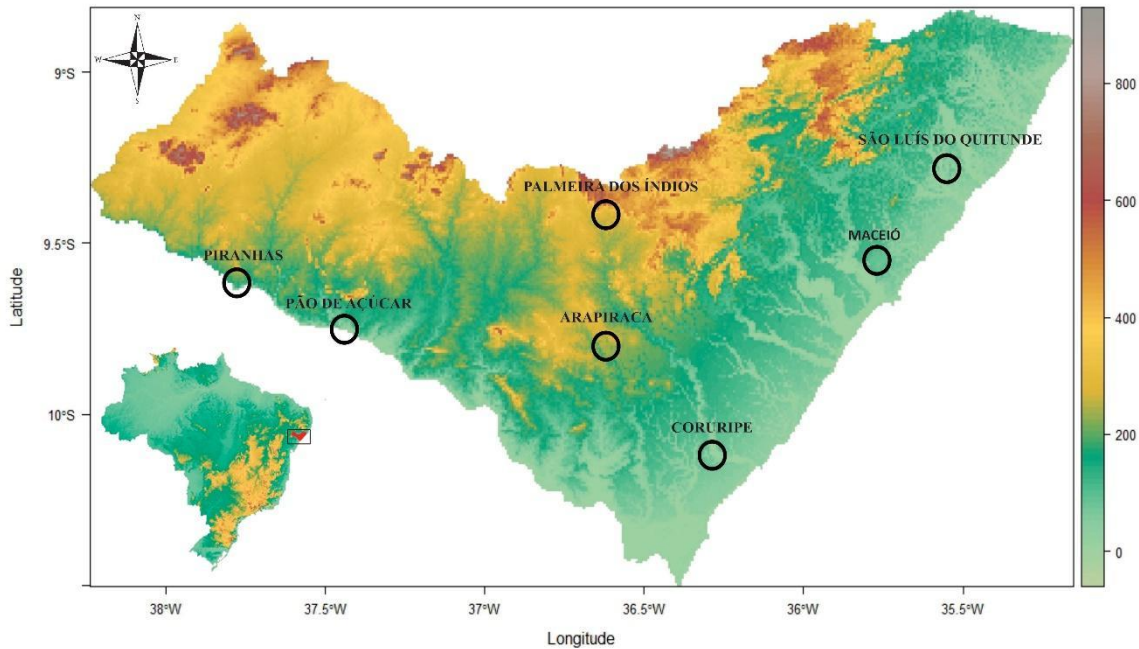 N
W E
S
9°S
9.5°S
10°S
Latitude
SÃO LUÍS DO QUITUNDE
PALMEIRA DOS ÍNDIOS
MACEIÓ
PIRANHAS
PÃO DE AÇÚCAR
ARAPIRACA
CORURIPE
38°W
37.5°W
37°W
36.5°W
36°W
35.5°W
Longitude
800
600
400
200
0